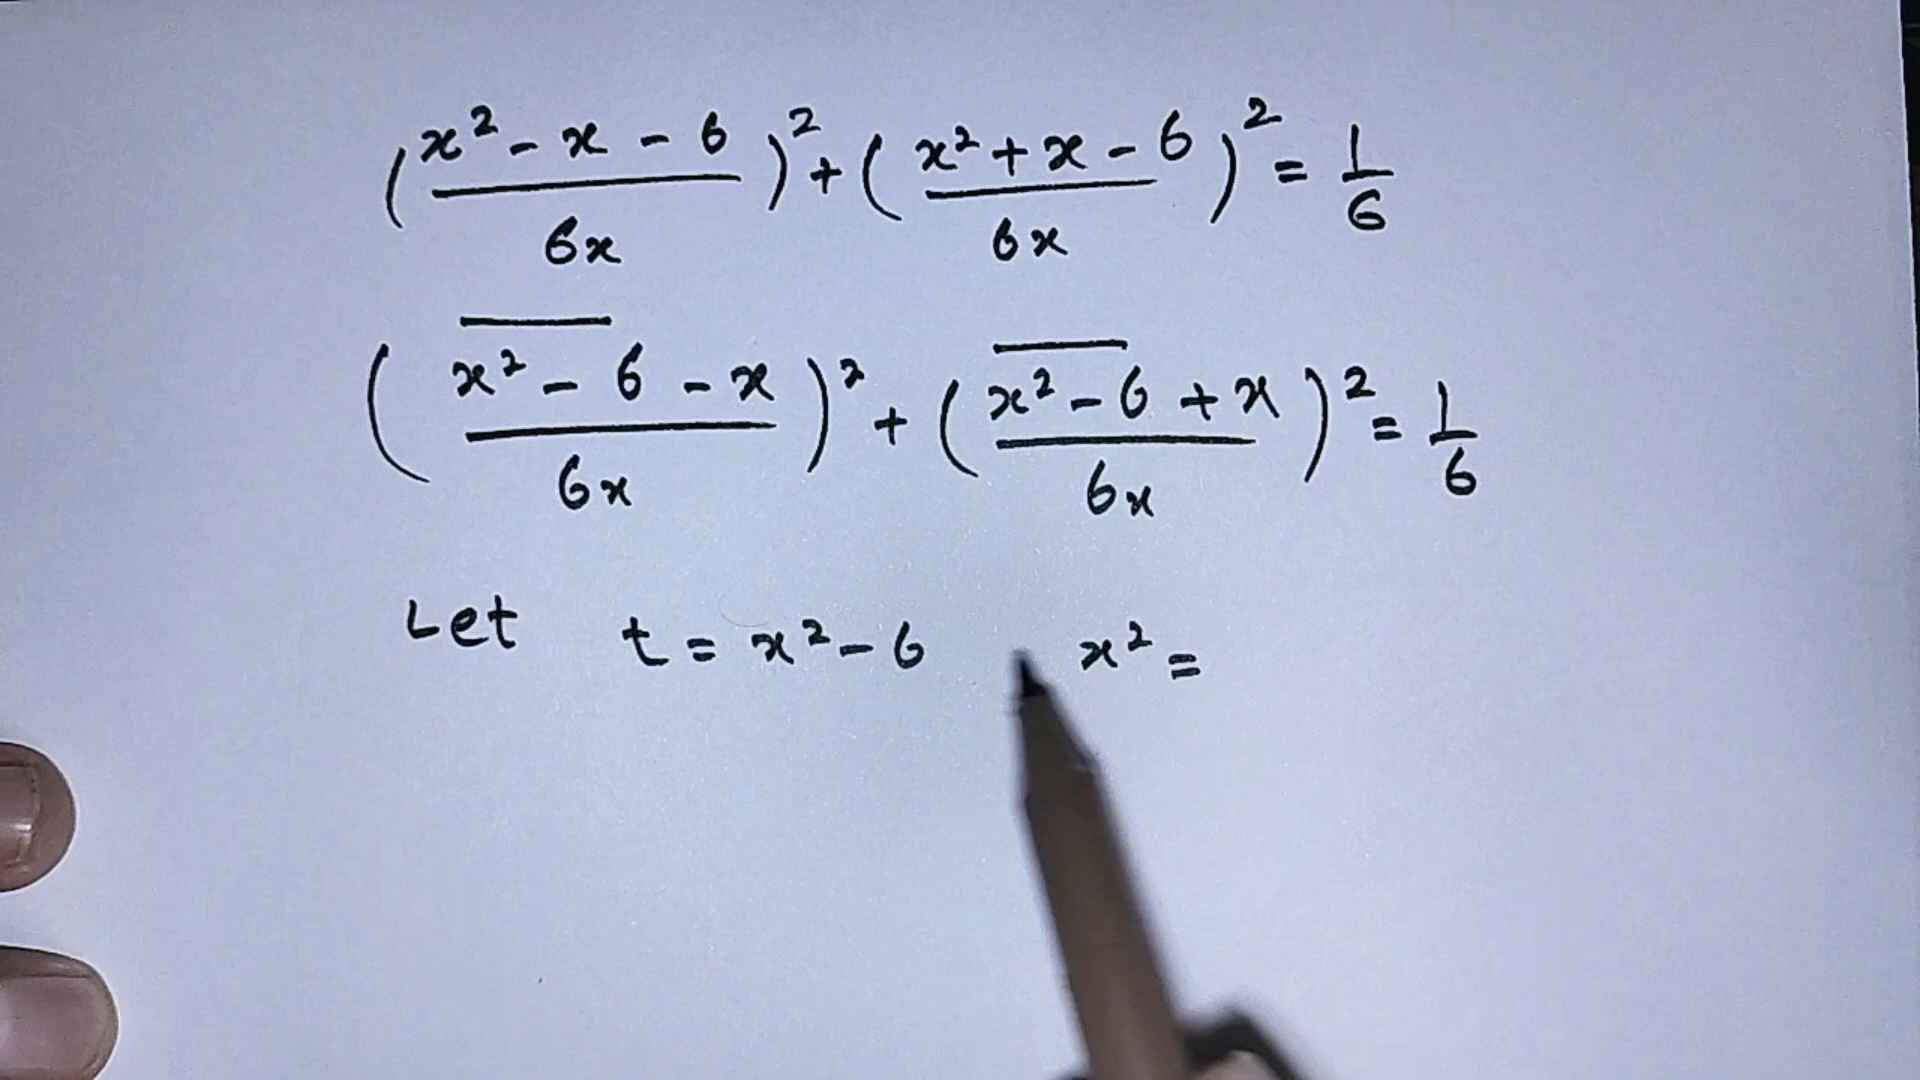 (x² - x - 6 / 6x)² + (x² + x - 6 / 6x)² = 1/6
(x² - 6 - x / 6x)² + (x² - 6 + x / 6x)² = 1/6
Let t = x² - 6 x² =